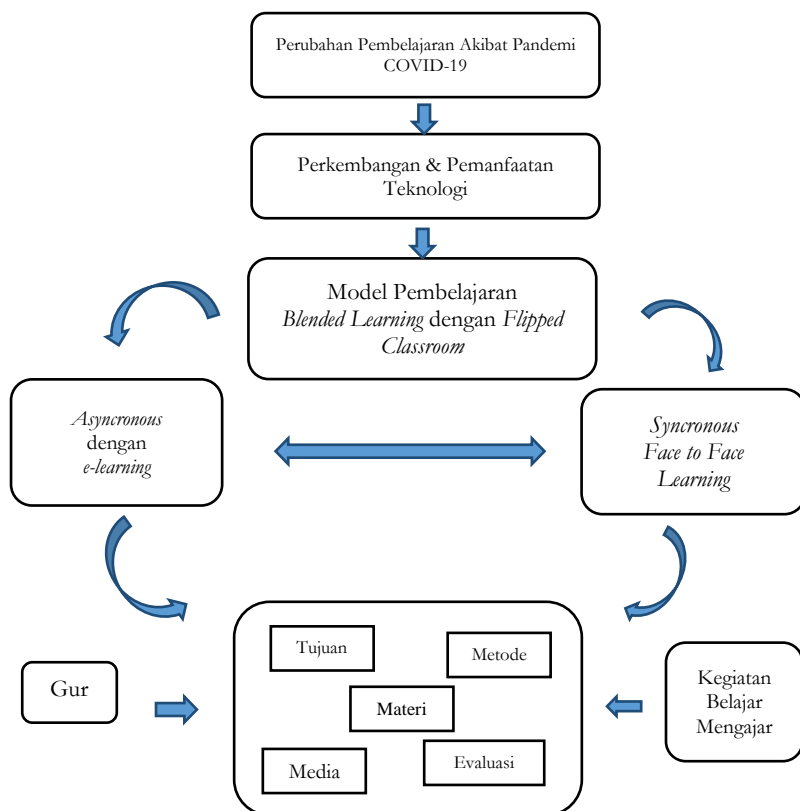 Perubahan Pembelajaran Akibat Pandemi
COVID-19
Perkembangan & Pemanfaatan
Teknologi
Model Pembelajaran
Blended Learning dengan Flipped
Classroom
Asyncronous
dengan
e-learning
Syncronous
Face to Face
Learning
Tujuan
Metode
Materi
Media
Evaluasi
Gur
Kegiatan
Belajar
Mengajar